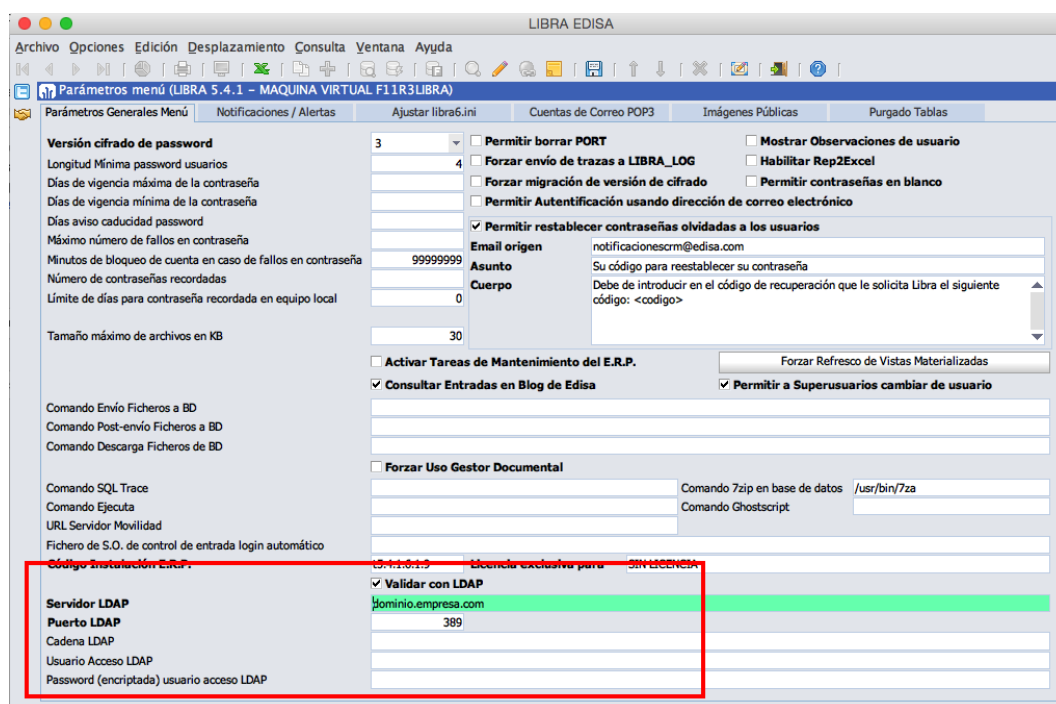 LIBRA EDISA
Archivo Opciones Edición Desplazamiento Consulta Ventana Ayuda
Parámetros menú (LIBRA 5.4.1 - MAQUINA VIRTUAL F11R3LIBRA)
Parámetros Generales Menú Notificaciones / Alertas Ajustar libra6.ini Cuentas de Correo POP3 Imágenes Públicas Purgado Tablas
Versión cifrado de password 3 Permitir borrar PORT Mostrar Observaciones de usuario
Longitud Mínima password usuarios 4 Forzar envío de trazas a LIBRA_LOG Habilitar Rep2Excel
Días de vigencia máxima de la contraseña Forzar migración de versión de cifrado Permitir contraseñas en blanco
Días de vigencia mínima de la contraseña Permitir Autentificación usando dirección de correo electrónico
Días aviso caducidad password Permitir restablecer contraseñas olvidadas a los usuarios
Máximo número de fallos en contraseña Email origen notificacionescrm@edisa.com
Minutos de bloqueo de cuenta en caso de fallos en contraseña 99999999 Asunto Su código para reestablecer su contraseña
Número de contraseñas recordadas Cuerpo Debe de introducir en el código de recuperación que le solicita Libra el siguiente
Límite de días para contraseña recordada en equipo local 0 código: <codigo>
Tamaño máximo de archivos en KB 30
Activar Tareas de Mantenimiento del E.R.P. Forzar Refresco de Vistas Materializadas
Consultar Entradas en Blog de Edisa Permitir a Superusuarios cambiar de usuario
Comando Envío Ficheros a BD
Comando Post-envío Ficheros a BD
Comando Descarga Ficheros de BD
Forzar Uso Gestor Documental
Comando SQL Trace Comando 7zip en base de datos /usr/bin/7za
Comando Ejecuta Comando Ghostscript
URL Servidor Movilidad
Fichero de S.O. de control de entrada login automático
Código Instalación E.R.P. Licencia exclusiva para SIN LICENCIA
Validar con LDAP
Servidor LDAP dominio.empresa.com
Puerto LDAP 389
Cadena LDAP
Usuario Acceso LDAP
Password (encriptada) usuario acceso LDAP